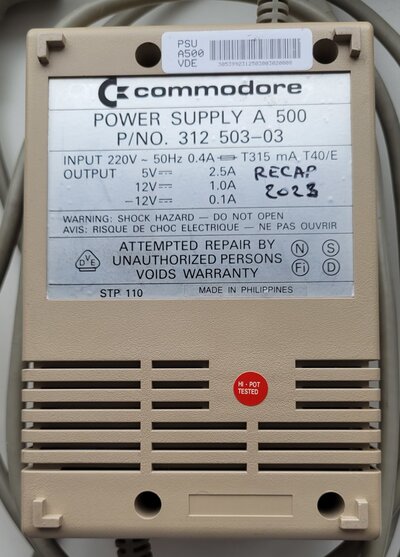 PSU
A500
VDE
commodore
POWER SUPPLY A 500
P/NO. 312 503-03
INPUT 220V ~ 50Hz 0.4A T315 mA, T40/E
OUTPUT 5V 2.5A
12V 1.0A
-12V 0.1A
RECAP
2023
WARNING: SHOCK HAZARD — DO NOT OPEN
AVIS: RISQUE DE CHOC ELECTRIQUE — NE PAS OUVRIR
ATTEMPTED REPAIR BY
UNAUTHORIZED PERSONS
VOIDS WARRANTY
DVE
N S
FI D
STP 110 MADE IN PHILIPPINES
HI-POT
TESTED